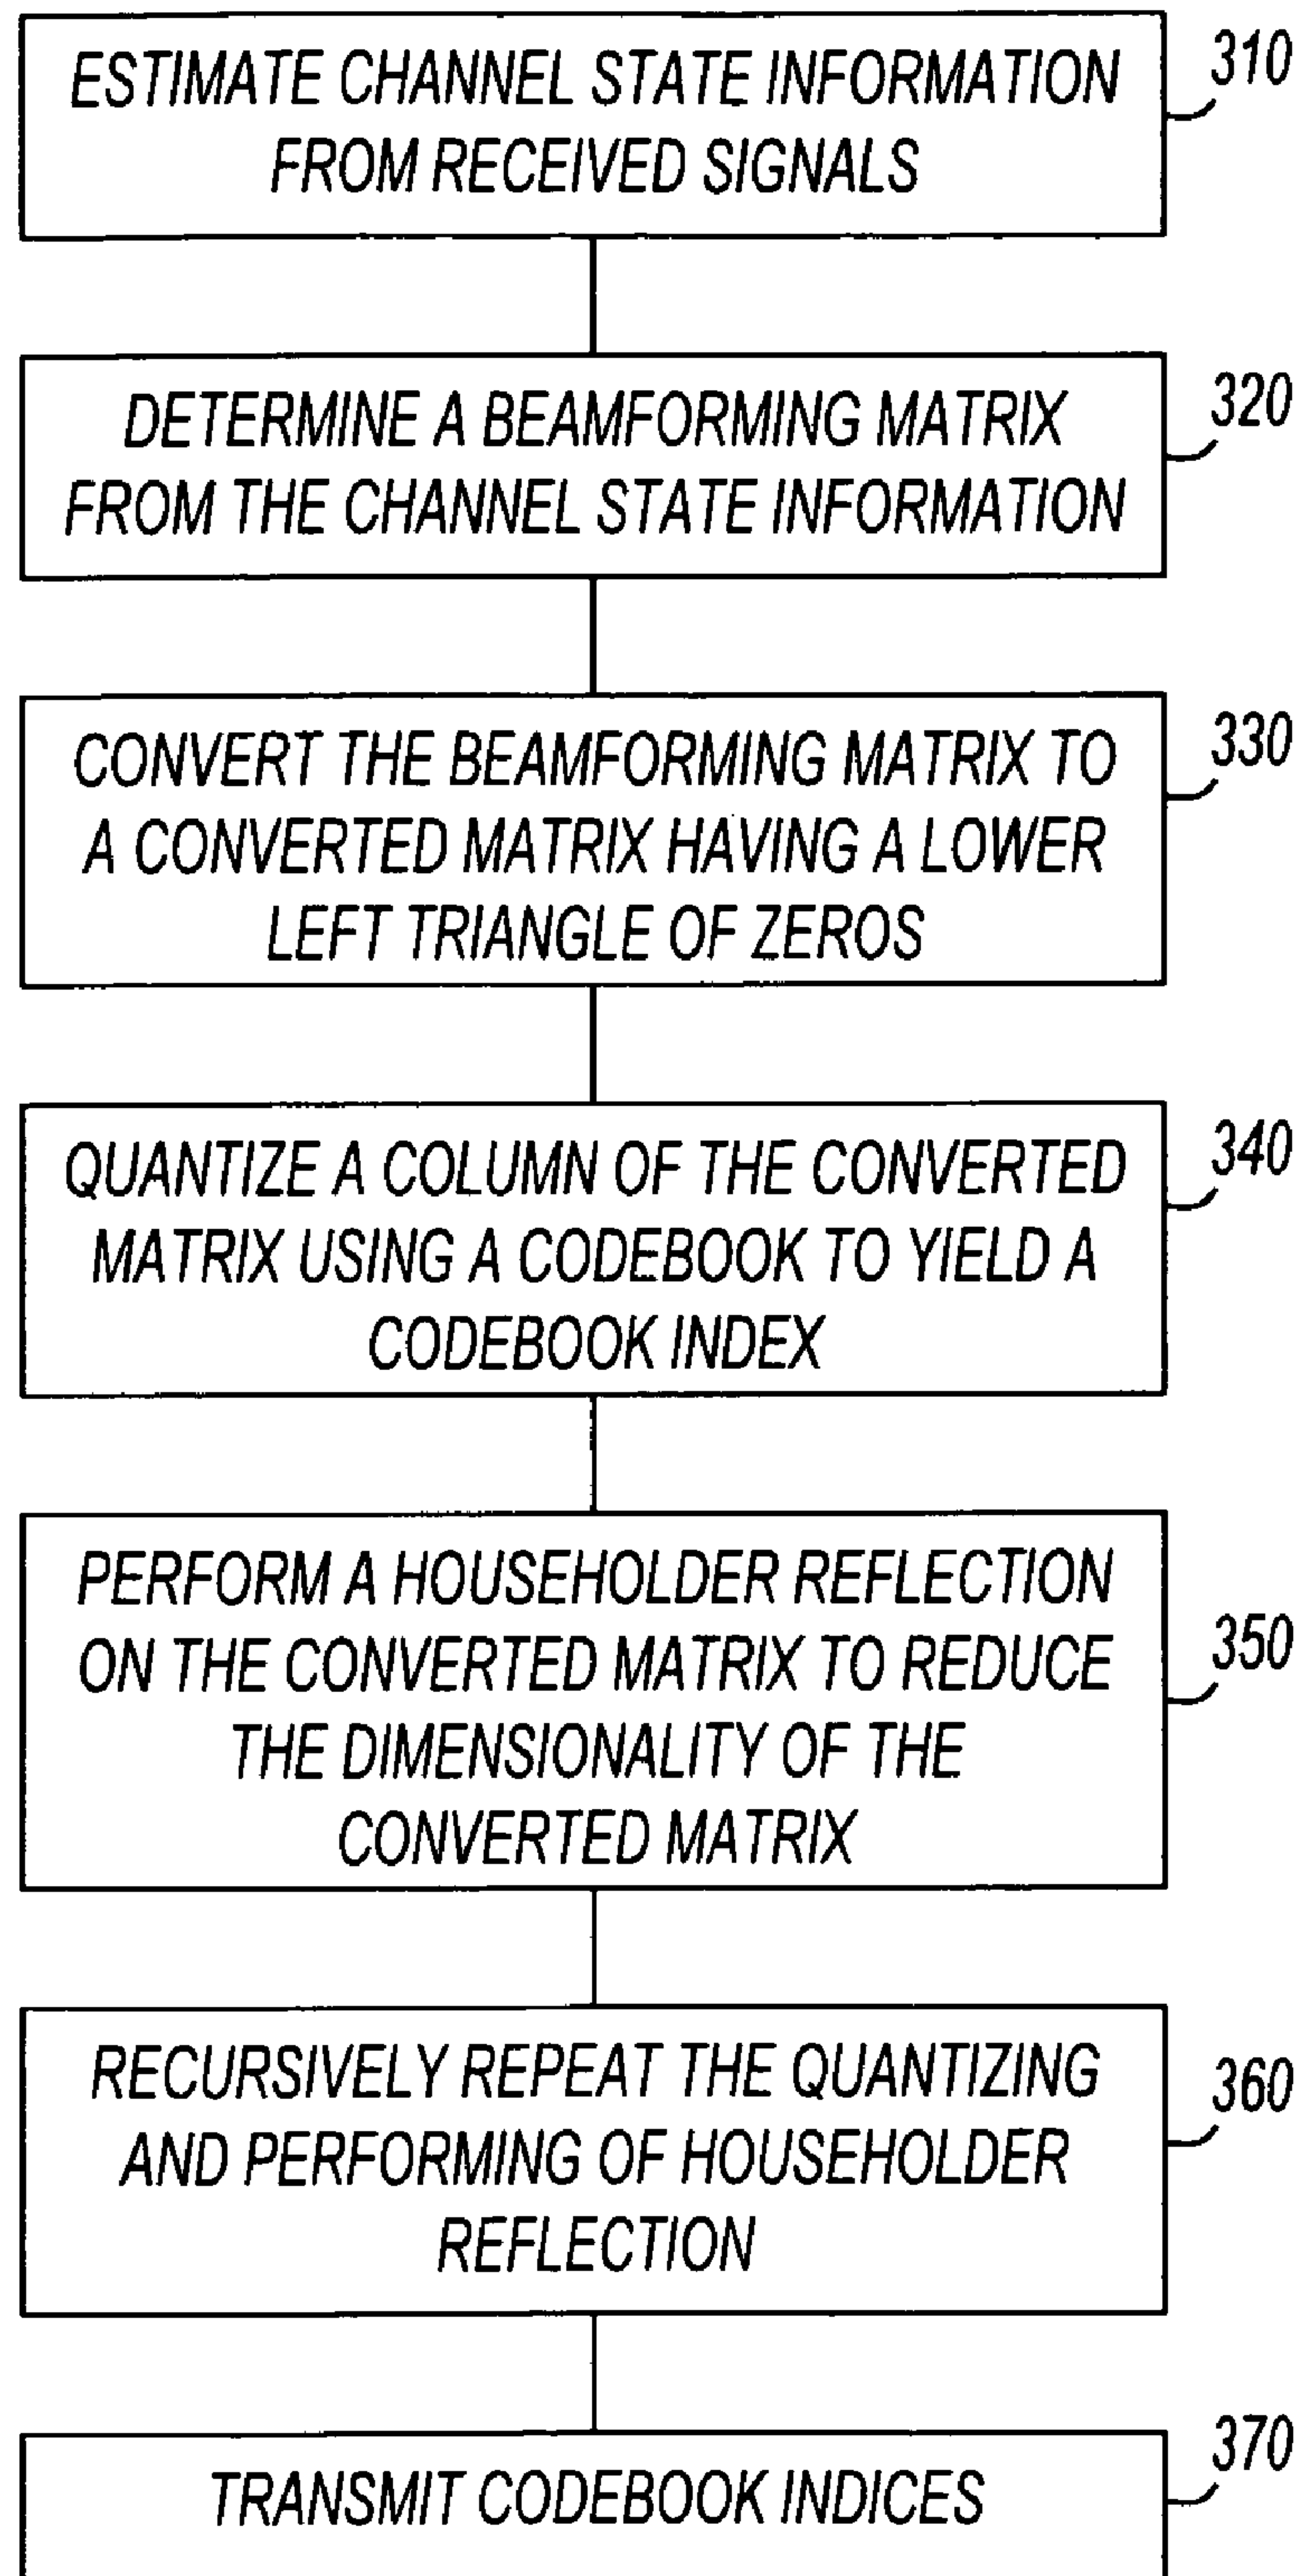 ESTIMATE CHANNEL STATE INFORMATION
FROM RECEIVED SIGNALS
310
DETERMINE A BEAMFORMING MATRIX
FROM THE CHANNEL STATE INFORMATION
320
CONVERT THE BEAMFORMING MATRIX TO
A CONVERTED MATRIX HAVING A LOWER
LEFT TRIANGLE OF ZEROS
330
QUANTIZE A COLUMN OF THE CONVERTED
MATRIX USING A CODEBOOK TO YIELD A
CODEBOOK INDEX
340
PERFORM A HOUSEHOLDER REFLECTION
ON THE CONVERTED MATRIX TO REDUCE
THE DIMENSIONALITY OF THE
CONVERTED MATRIX
350
RECURSIVELY REPEAT THE QUANTIZING
AND PERFORMING OF HOUSEHOLDER
REFLECTION
360
TRANSMIT CODEBOOK INDICES
370